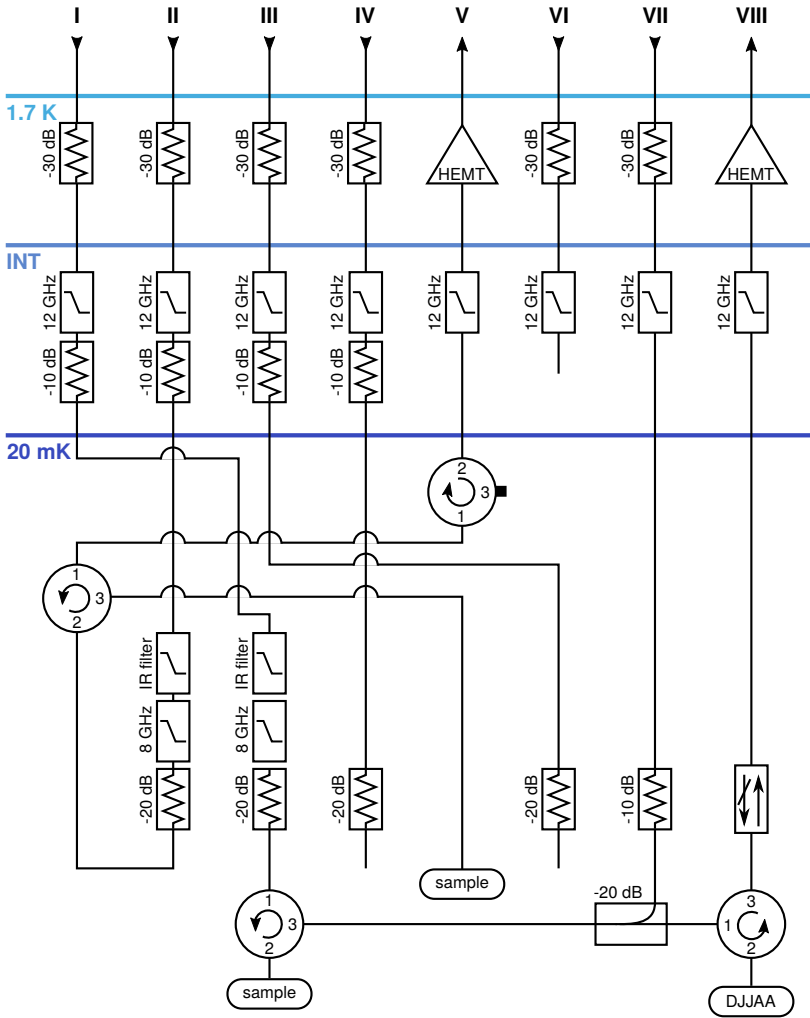 I II III IV V VI VII VIII
1.7 K
-30 dB -30 dB -30 dB -30 dB HEMT -30 dB -30 dB HEMT
INT
12 GHz 12 GHz 12 GHz 12 GHz 12 GHz 12 GHz 12 GHz 12 GHz
-10 dB -10 dB -10 dB -10 dB
20 mK
2
3
1
1
3
2
IR filter IR filter
8 GHz 8 GHz
-20 dB -20 dB -20 dB -20 dB -10 dB
sample
-20 dB
1 3
3 1
2 2
sample DJJAA